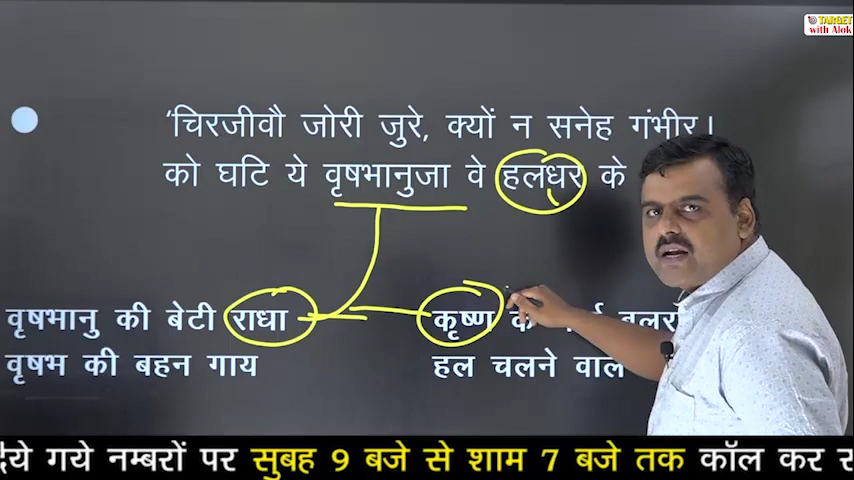 TARGET
with Alok
'चिरजीवौ जोरी जुरे, क्यों न सनेह गंभीर।
को घटि ये वृषभानुजा वे हलधर के
वृषभानु की बेटी राधा कृष्ण के
वृषभ की बहन गाय हल चलने वाले
गये नम्बरों पर सुबह 9 बजे से शाम 7 बजे तक कॉल कर